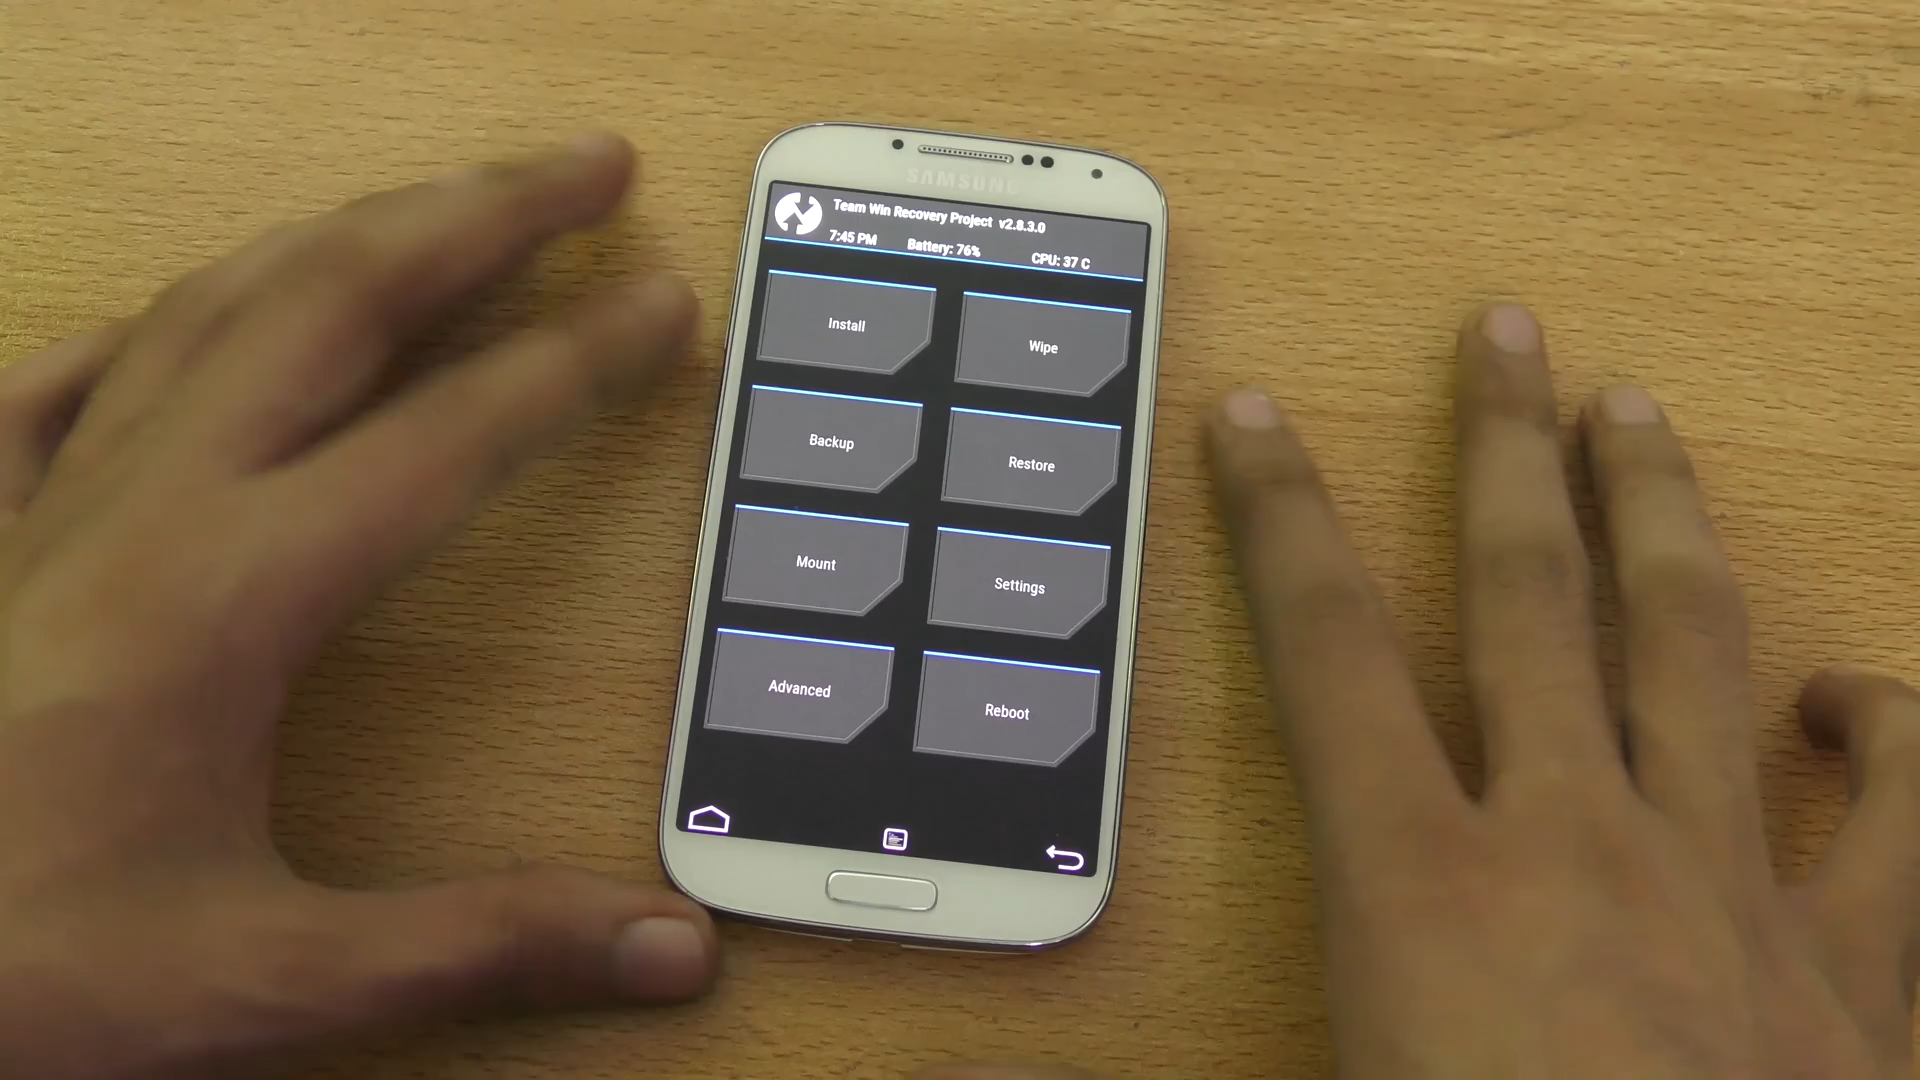 SAMSUNG
Team Win Recovery Project v2.8.3.0
7:45 PM Battery: 76% CPU: 37 C
Install
Wipe
Backup
Restore
Mount
Settings
Advanced
Reboot